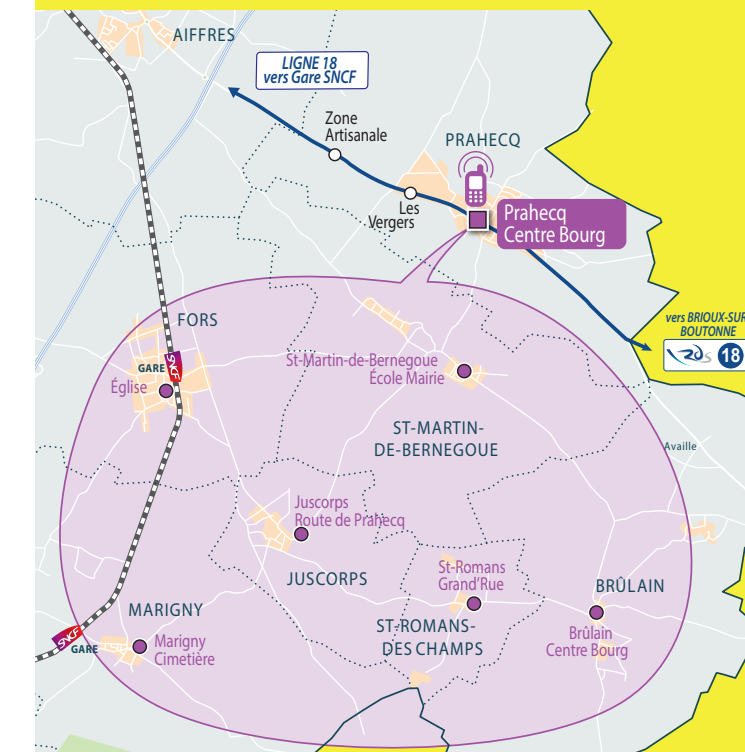 AIFFRES
LIGNE 18
vers Gare SNCF
Zone
Artisanale
PRAHECQ
Les
Vergers
Prahecq
Centre Bourg
vers BRIOUX-SUR
BOUTONNE
RDS 18
FORS
GARE SNCF
Église
St-Martin-de-Bernegoue
École Mairie
ST-MARTIN-
DE-BERNEGOUE
Availle
Juscorps
Route de Prahecq
JUSCORPS
St-Romans
Grand'Rue
BRÛLAIN
MARIGNY
ST-ROMANS-
DES CHAMPS
Brûlain
Centre Bourg
SNCF
GARE
Marigny
Cimetière